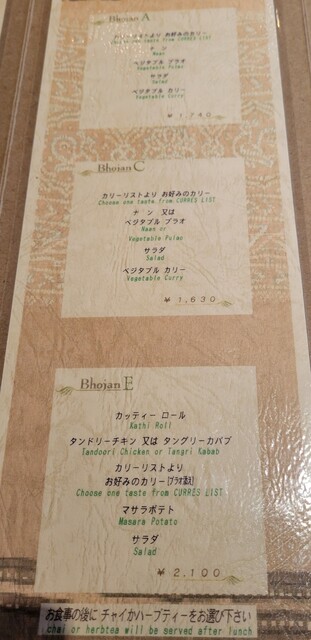 Bhojan A
カリーリストより お好みのカリー
Choose one taste from CURRES LIST
ナン
Naan
ベジタブル プラオ
Vegetable Pulao
サラダ
Salad
ベジタブル カリー
Vegetable Curry
¥ 1,740
Bhojan C
カリーリストより お好みのカリー
Choose one taste from CURRES LIST
ナン 又は
ベジタブル プラオ
Naan or
Vegetable Pulao
サラダ
Salad
ベジタブル カリー
Vegetable Curry
¥ 1,630
Bhojan E
カッティー ロール
Kathi Roll
タンドリーチキン 又は タングリーカバブ
Tandoori Chicken or Tangri Kabab
カリーリストより
お好みのカリー(プラオ添え)
Choose one taste from CURRES LIST
マサラポテト
Masara Potato
サラダ
Salad
¥ 2,100
お食事の後に チャイかハーブティーをお選び下さい
chai or herbtea will be served after lunch